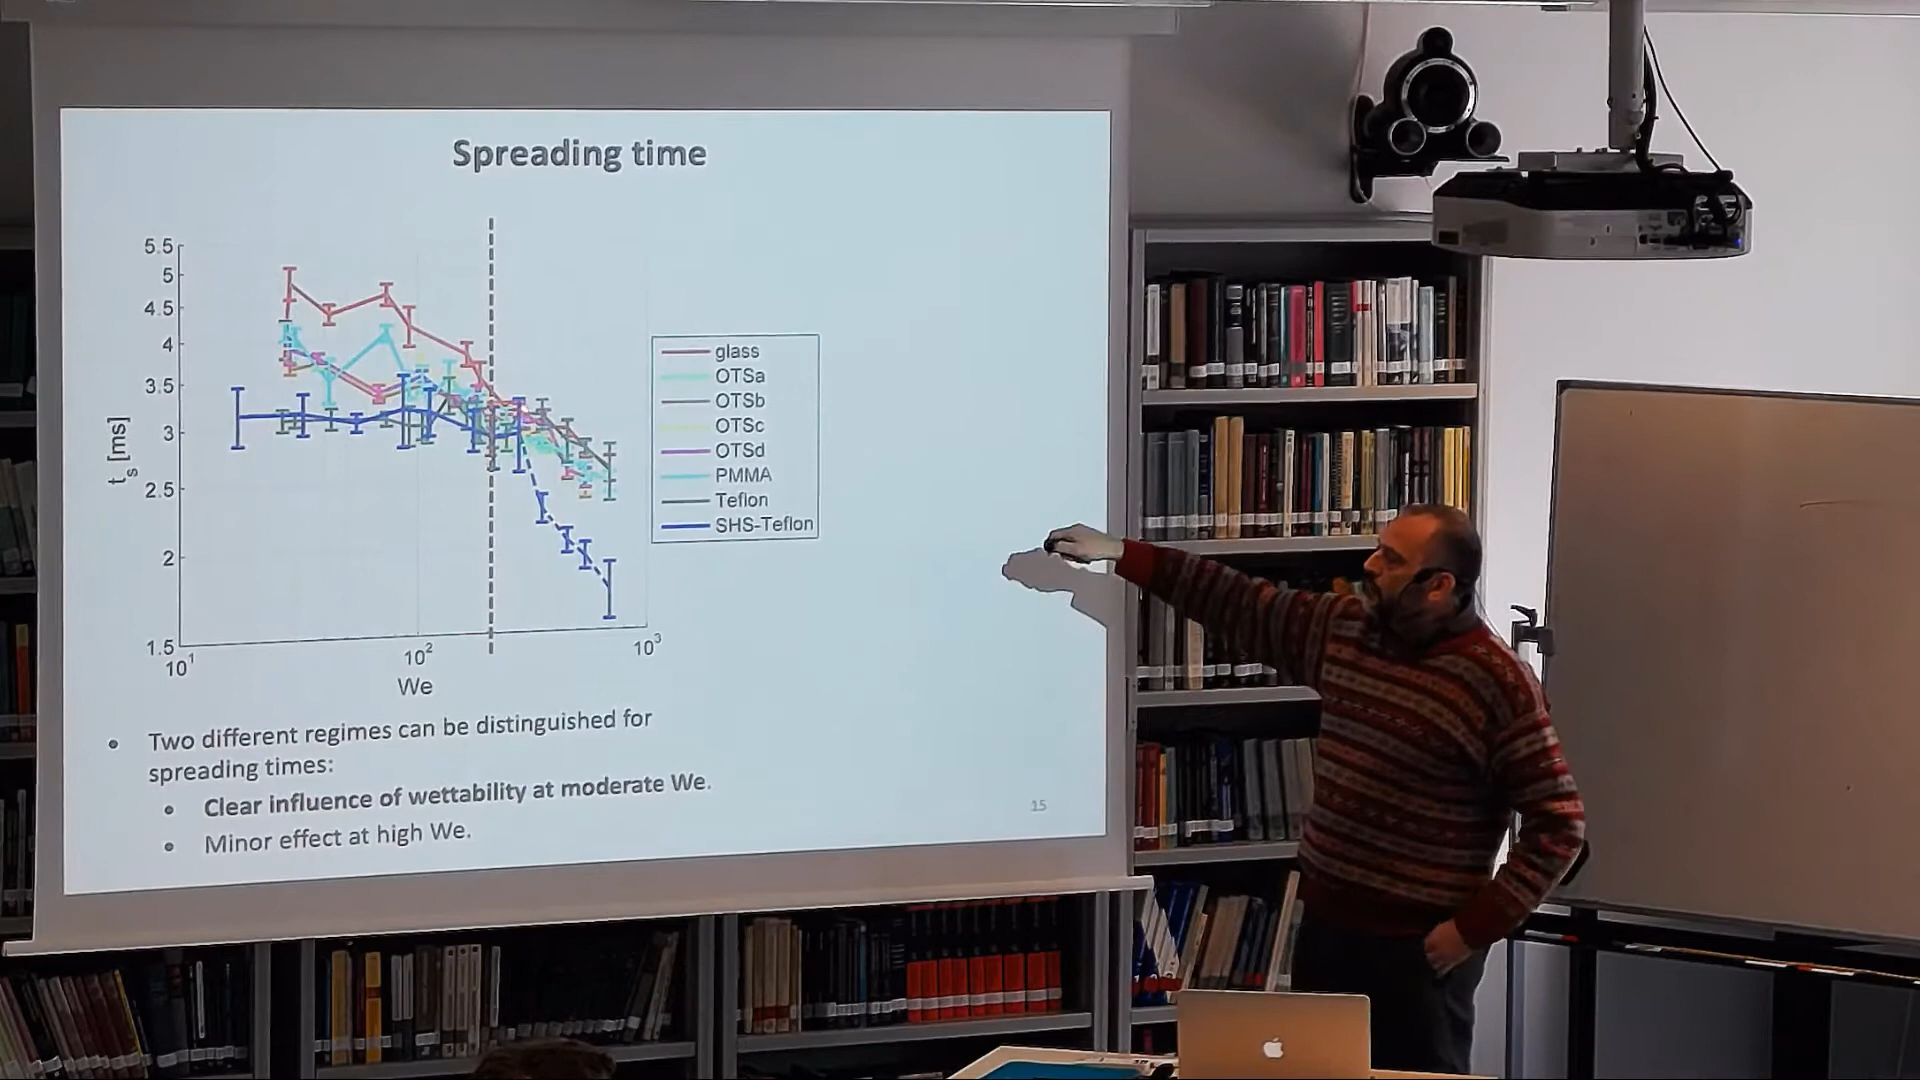 Spreading time
5.5
5
4.5
4
3.5
3
2.5
2
1.5
t_s [ms]
10^1
10^2
10^3
We
glass
OTSa
OTSb
OTSc
OTSd
PMMA
Teflon
SHS-Teflon
• Two different regimes can be distinguished for
spreading times:
• Clear influence of wettability at moderate We.
• Minor effect at high We.
15